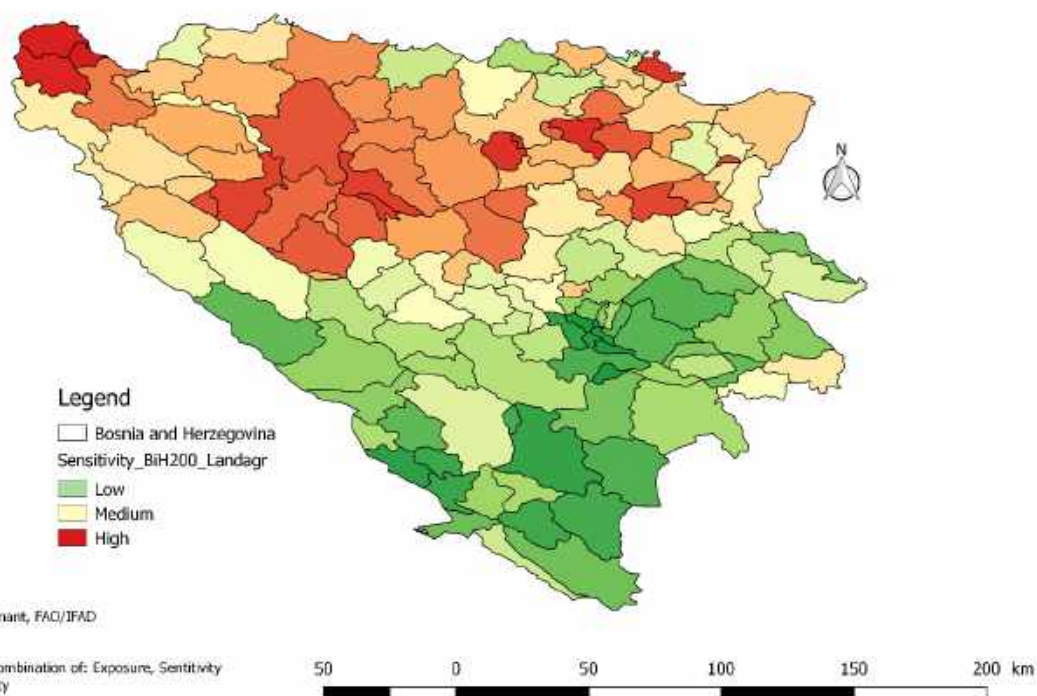 N
Legend
Bosnia and Herzegovina
Sensitivity_BiH200_Landagr
Low
Medium
High
FAO/IFAD
ombination of: Exposure, Sentitivity
50 0 50 100 150 200 km